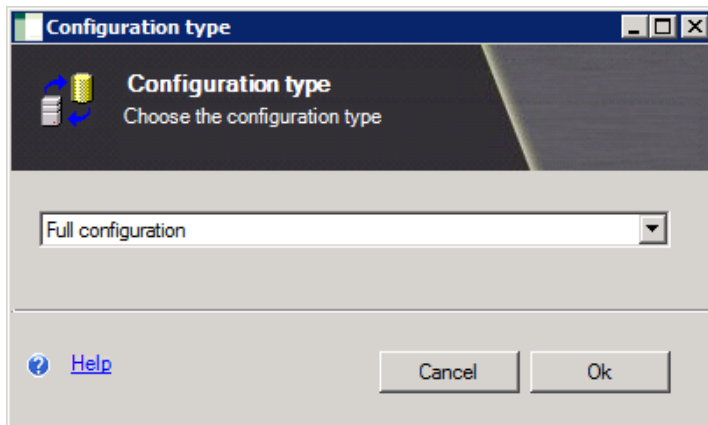 Configuration type
Configuration type
Choose the configuration type
Full configuration
Help
Cancel
Ok